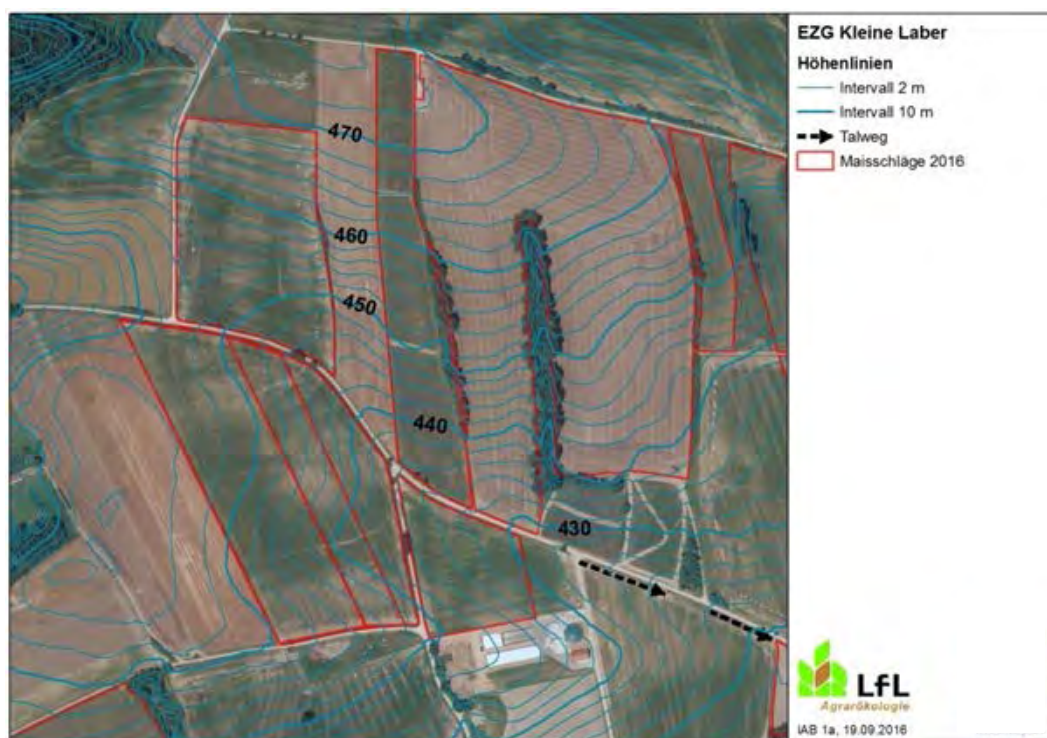 EZG Kleine Laber
Höhenlinien
Intervall 2 m
Intervall 10 m
Talweg
Maisschläge 2016
470
460
450
440
430
LfL
Agrarökologie
IAB 1a, 19.09.2016